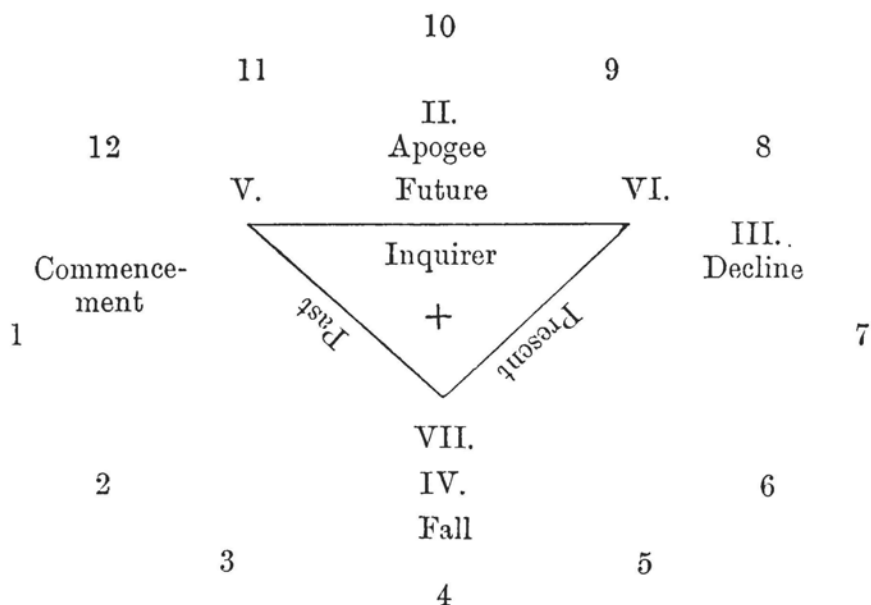 10
11 9
II.
12 Apogee 8
V. Future VI.
III.
Inquirer
Commence-
ment
Decline
Past
+
Present
1 7
VII.
2 IV. 6
Fall
3 5
4